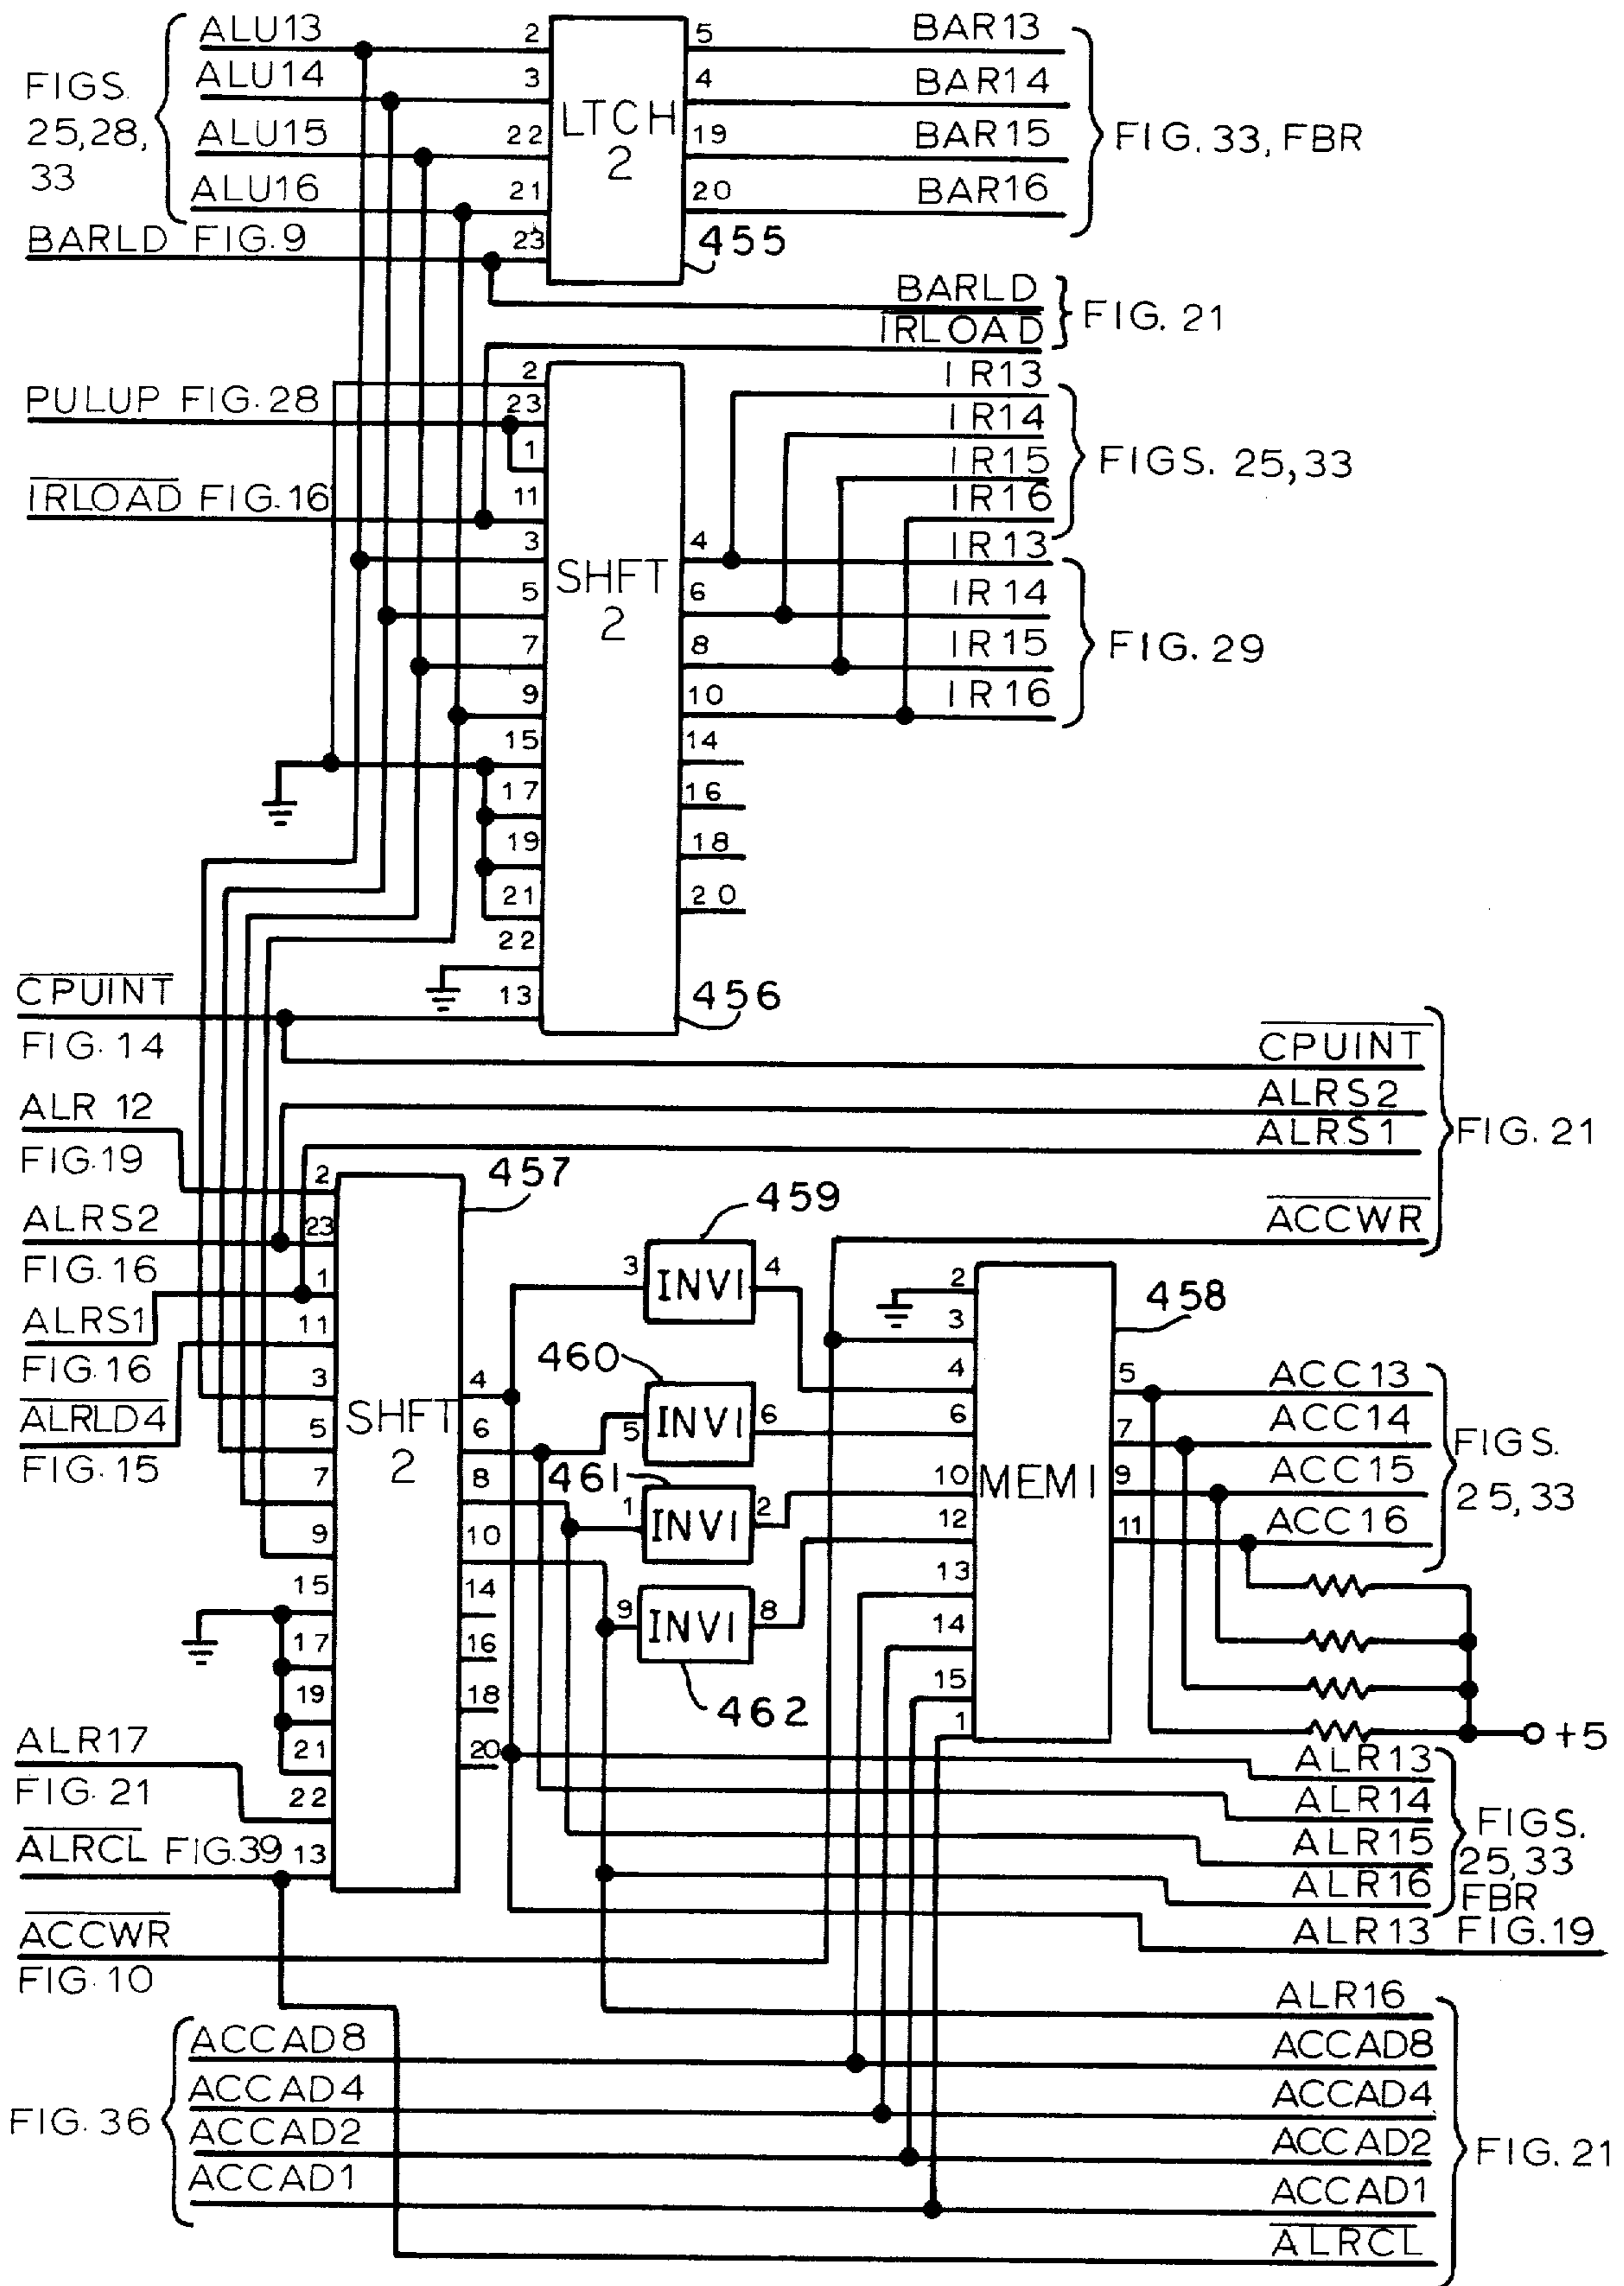 ALU13
ALU14
ALU15
ALU16
FIGS.
25,28,
33
BARLD FIG.9
2
3
22
21
23
LTCH
2
5
4
19
20
455
BAR13
BAR14
BAR15
BAR16
FIG. 33, FBR
BARLD
IRLOAD
FIG. 21
PULUP FIG.28
IRLOAD FIG.16
2
23
1
11
3
5
7
9
15
17
19
21
22
13
SHFT
2
4
6
8
10
14
16
18
20
456
IR13
IR14
IR15
IR16
FIGS. 25,33
IR13
IR14
IR15
IR16
FIG. 29
CPUINT
FIG.14
ALR 12
FIG.19
ALRS2
FIG.16
ALRS1
FIG.16
ALRLD4
FIG.15
ALR17
FIG. 21
ALRCL FIG.39
ACCWR
FIG.10
CPUINT
ALRS2
ALRS1
ACCWR
FIG. 21
2
23
1
11
3
5
7
9
15
17
19
21
22
13
SHFT
2
4
6
8
10
14
16
18
20
457
459
3 INV1 4
460
5 INV1 6
461
1 INV1 2
9 INV1 8
462
2
3
4
6
10
12
13
14
15
1
MEM1
458
5
7
9
11
ACC13
ACC14
ACC15
ACC16
FIGS.
25,33
+5
ALR13
ALR14
ALR15
ALR16
FIGS.
25,33
FBR
ALR13 FIG.19
FIG.36
ACCAD8
ACCAD4
ACCAD2
ACCAD1
ALR16
ACCAD8
ACCAD4
ACCAD2
ACCAD1
ALRCL
FIG. 21